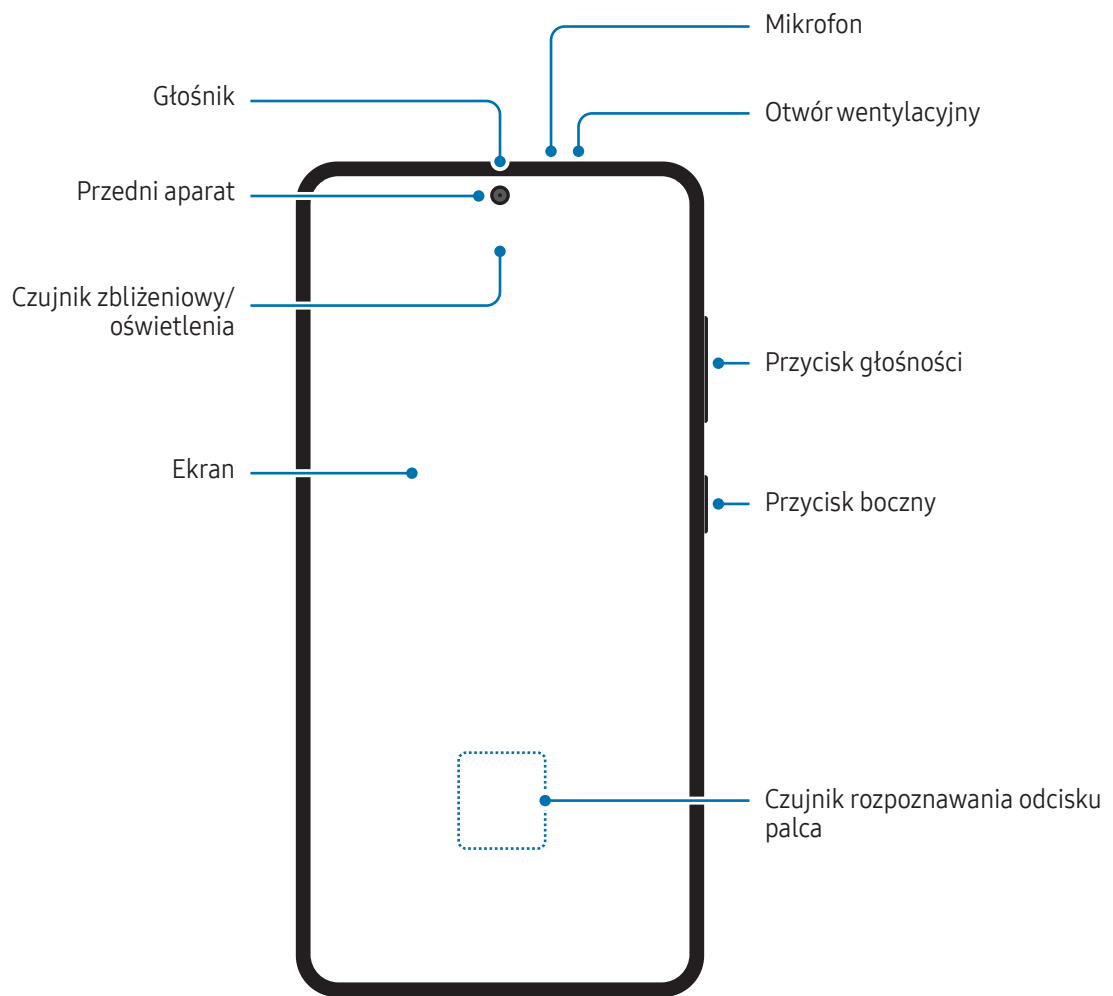 Mikrofon
Głośnik
Otwór wentylacyjny
Przedni aparat
Czujnik zbliżeniowy/
oświetlenia
Przycisk głośności
Ekran
Przycisk boczny
Czujnik rozpoznawania odcisku
palca